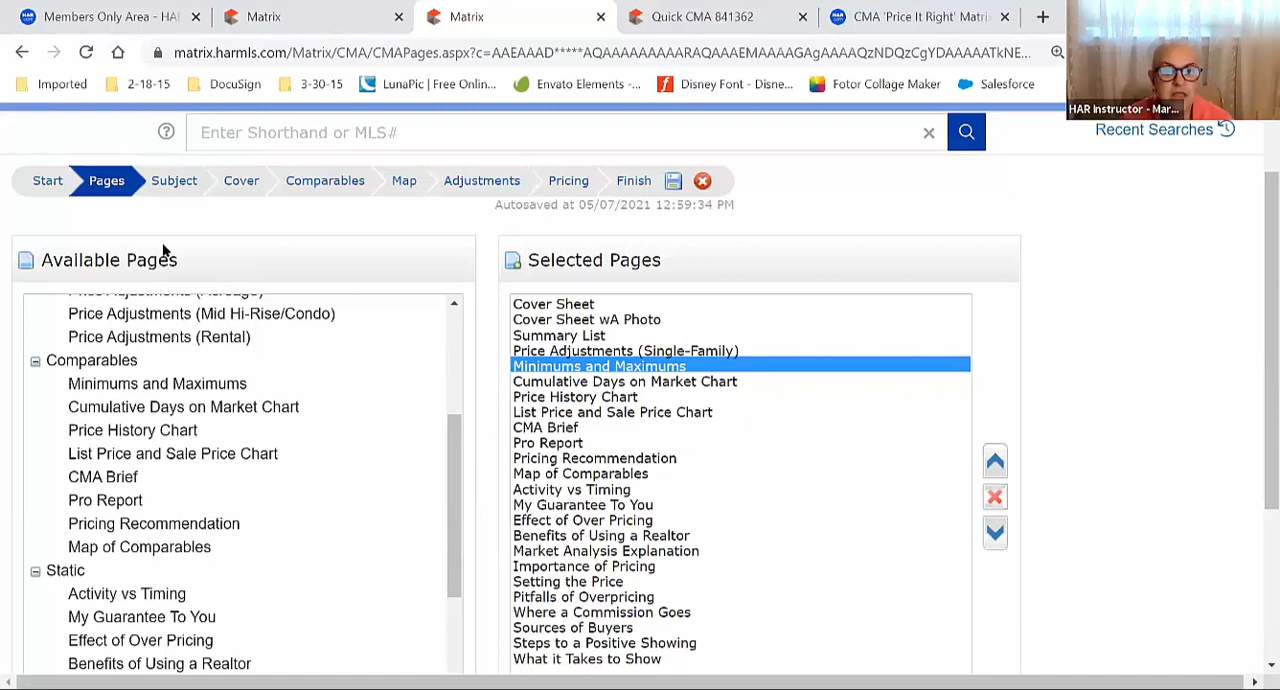 Members Only Area - HA
Matrix
Matrix
Quick CMA 841362
CMA 'Price It Right' Matri
matrix.harmls.com/Matrix/CMA/CMAPages.aspx?c=AAEAAAD*****AQAAAAAAAAARAQAAAEMAAAAGAgAAAAQzNDQzCgYDAAAAATkNE...
Imported
2-18-15
DocuSign
3-30-15
LunaPic | Free O...
Envato Elements -...
Disney Font - Disne...
Fotor Collage Maker
Salesforce
HAR Instructor - Mar...
Enter Shorthand or MLS#
Recent Searches
Start
Pages
Subject
Cover
Comparables
Map
Adjustments
Pricing
Finish
Autosaved at 05/07/2021 12:59:34 PM
Available Pages
Price Adjustments (Acreage)
Price Adjustments (Mid Hi-Rise/Condo)
Price Adjustments (Rental)
Comparables
Minimums and Maximums
Cumulative Days on Market Chart
Price History Chart
List Price and Sale Price Chart
CMA Brief
Pro Report
Pricing Recommendation
Map of Comparables
Static
Activity vs Timing
My Guarantee To You
Effect of Over Pricing
Benefits of Using a Realtor
Selected Pages
Cover Sheet
Cover Sheet wA Photo
Summary List
Price Adjustments (Single-Family)
Minimums and Maximums
Cumulative Days on Market Chart
Price History Chart
List Price and Sale Price Chart
CMA Brief
Pro Report
Pricing Recommendation
Map of Comparables
Activity vs Timing
My Guarantee To You
Effect of Over Pricing
Benefits of Using a Realtor
Market Analysis Explanation
Importance of Pricing
Setting the Price
Pitfalls of Overpricing
Where a Commission Goes
Sources of Buyers
Steps to a Positive Showing
What it Takes to Show